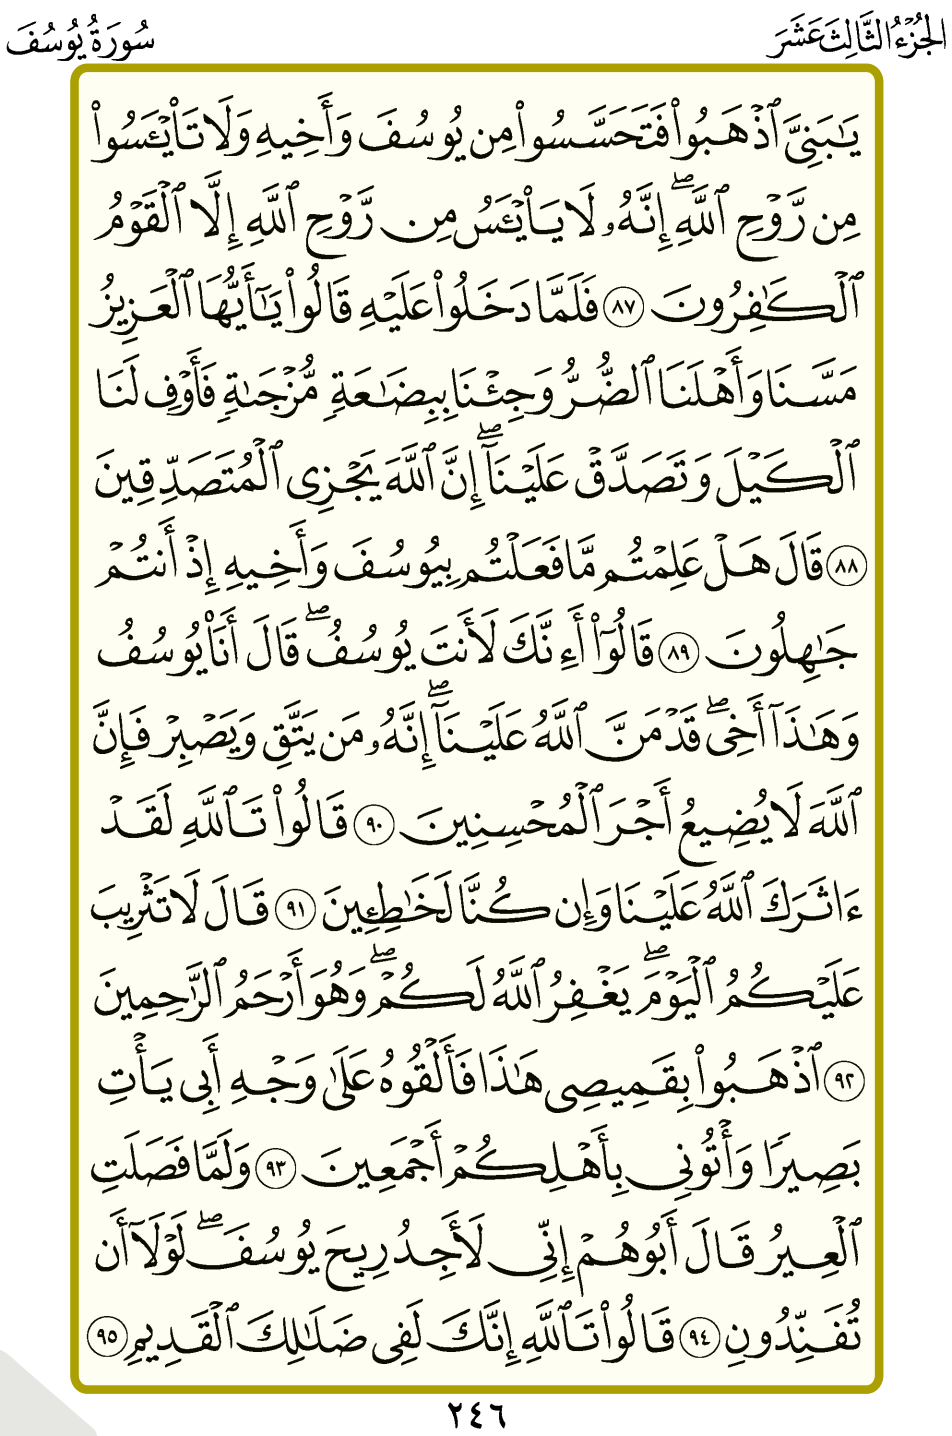 الجُزْءُ الثَّالِثَ عَشَرَ
سُورَةُ يُوسُفَ
يَٰبَنِيَّ ٱذْهَبُوا۟ فَتَحَسَّسُوا۟ مِن يُوسُفَ وَأَخِيهِ وَلَا تَا۟يْـَٔسُوا۟
مِن رَّوْحِ ٱللَّهِ ۖ إِنَّهُۥ لَا يَا۟يْـَٔسُ مِن رَّوْحِ ٱللَّهِ إِلَّا ٱلْقَوْمُ
ٱلْكَٰفِرُونَ ٨٧ فَلَمَّا دَخَلُوا۟ عَلَيْهِ قَالُوا۟ يَٰٓأَيُّهَا ٱلْعَزِيزُ
مَسَّنَا وَأَهْلَنَا ٱلضُّرُّ وَجِئْنَا بِبِضَٰعَةٍ مُّزْجَىٰةٍ فَأَوْفِ لَنَا
ٱلْكَيْلَ وَتَصَدَّقْ عَلَيْنَآ ۖ إِنَّ ٱللَّهَ يَجْزِى ٱلْمُتَصَدِّقِينَ
٨٨ قَالَ هَلْ عَلِمْتُم مَّا فَعَلْتُم بِيُوسُفَ وَأَخِيهِ إِذْ أَنتُمْ
جَٰهِلُونَ ٨٩ قَالُوٓا۟ أَءِنَّكَ لَأَنتَ يُوسُفُ ۖ قَالَ أَنَا۠ يُوسُفُ
وَهَٰذَآ أَخِى ۖ قَدْ مَنَّ ٱللَّهُ عَلَيْنَآ ۖ إِنَّهُۥ مَن يَتَّقِ وَيَصْبِرْ فَإِنَّ
ٱللَّهَ لَا يُضِيعُ أَجْرَ ٱلْمُحْسِنِينَ ٩٠ قَالُوا۟ تَٱللَّهِ لَقَدْ
ءَاثَرَكَ ٱللَّهُ عَلَيْنَا وَإِن كُنَّا لَخَٰطِـِٔينَ ٩١ قَالَ لَا تَثْرِيبَ
عَلَيْكُمُ ٱلْيَوْمَ ۖ يَغْفِرُ ٱللَّهُ لَكُمْ ۖ وَهُوَ أَرْحَمُ ٱلرَّٰحِمِينَ
٩٢ ٱذْهَبُوا۟ بِقَمِيصِى هَٰذَا فَأَلْقُوهُ عَلَىٰ وَجْهِ أَبِى يَأْتِ
بَصِيرًا وَأْتُونِى بِأَهْلِكُمْ أَجْمَعِينَ ٩٣ وَلَمَّا فَصَلَتِ
ٱلْعِيرُ قَالَ أَبُوهُمْ إِنِّى لَأَجِدُ رِيحَ يُوسُفَ ۖ لَوْلَآ أَن
تُفَنِّدُونِ ٩٤ قَالُوا۟ تَٱللَّهِ إِنَّكَ لَفِى ضَلَٰلِكَ ٱلْقَدِيمِ ٩٥
٢٤٦